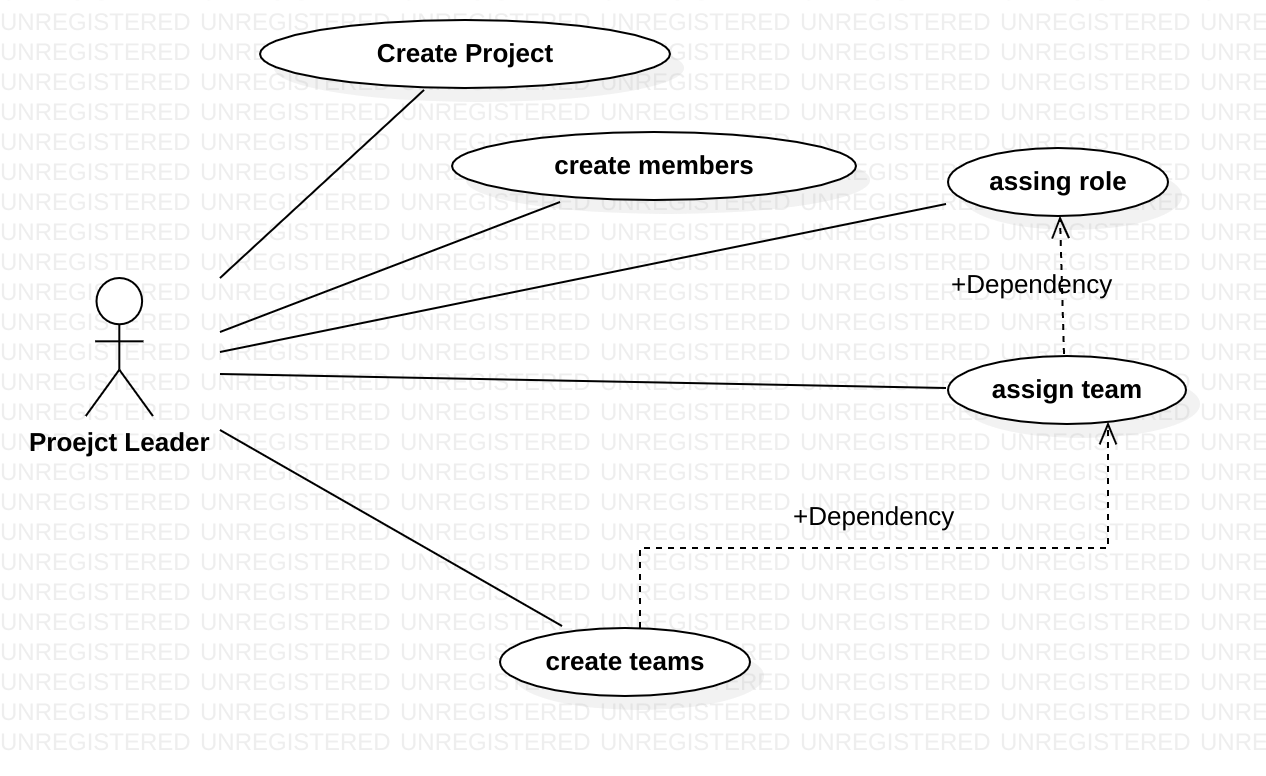 Create Project
create members
assing role
+Dependency
assign team
Proejct Leader
+Dependency
create teams
UNREGISTERED UNREGISTERED UNREGISTERED UNREGISTERED UNREGISTERED UNREGISTERED UNRE